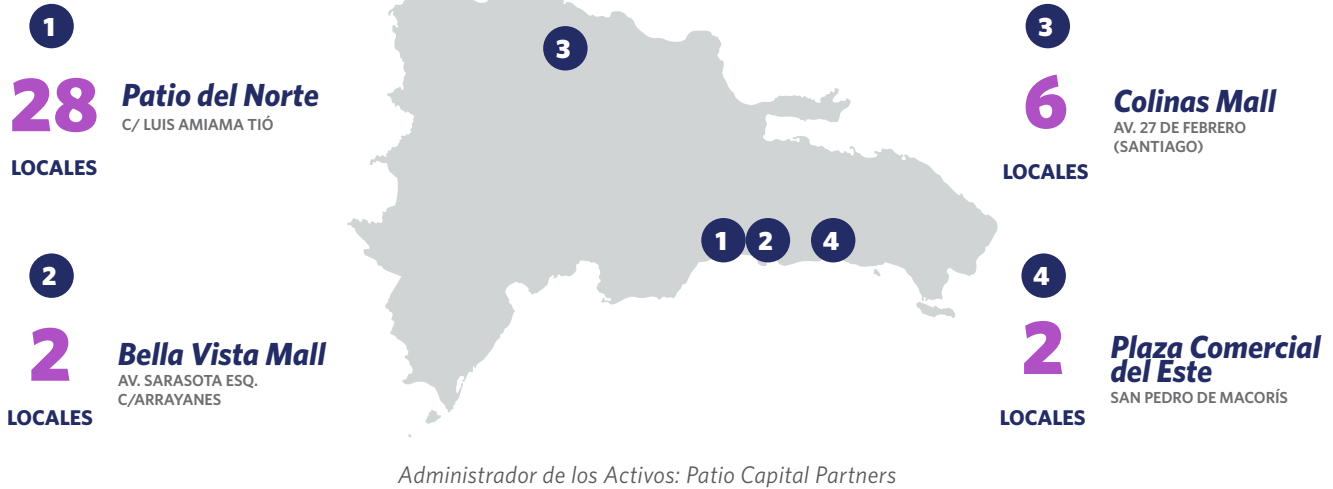 1
28
LOCALES
Patio del Norte
C/ LUIS AMIAMA TIÓ
2
2
LOCALES
Bella Vista Mall
AV. SARASOTA ESQ.
C/ARRAYANES
3
1
2
4
3
6
LOCALES
Colinas Mall
AV. 27 DE FEBRERO
(SANTIAGO)
4
2
LOCALES
Plaza Comercial
del Este
SAN PEDRO DE MACORÍS
Administrador de los Activos: Patio Capital Partners